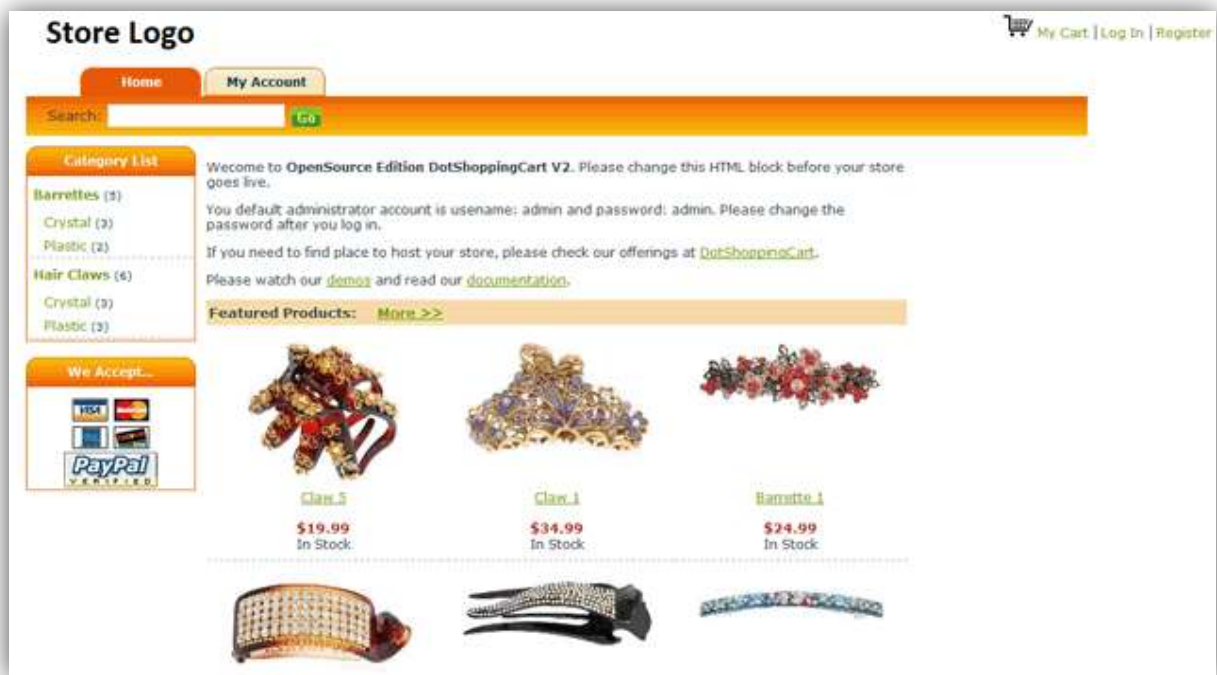 Store Logo
My Cart | Log In | Register
Home
My Account
Search:
Go
Category List
Barrettes (5)
Crystal (3)
Plastic (2)
Hair Claws (6)
Crystal (3)
Plastic (3)
We Accept...
VISA
PayPal
VERIFIED
Wecome to OpenSource Edition DotShoppingCart V2. Please change this HTML block before your store
goes live.
You default administrator account is usename: admin and password: admin. Please change the
password after you log in.
If you need to find place to host your store, please check our offerings at DotShoppingCart.
Please watch our demos and read our documentation.
Featured Products: More >>
Claw 5
Claw 1
Barrette 1
$19.99
$34.99
$24.99
In Stock
In Stock
In Stock